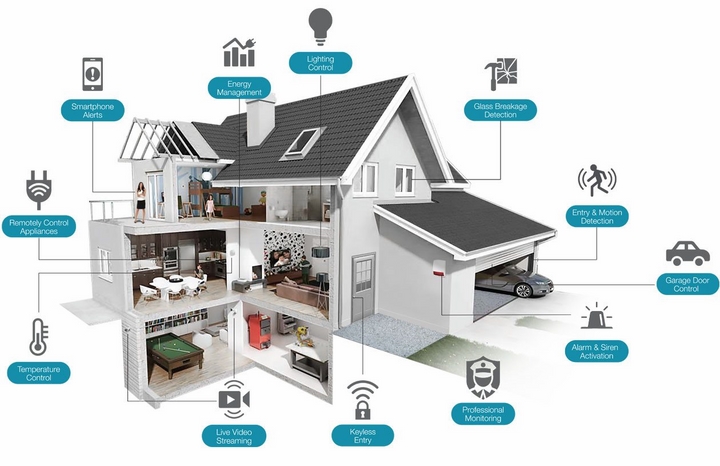 Lighting
Control
Energy
Management
Smartphone
Alerts
Glass Breakage
Detection
Remotely Control
Appliances
Entry & Motion
Detection
Garage Door
Control
Alarm & Siren
Activation
Temperature
Control
Professional
Monitoring
Live Video
Streaming
Keyless
Entry